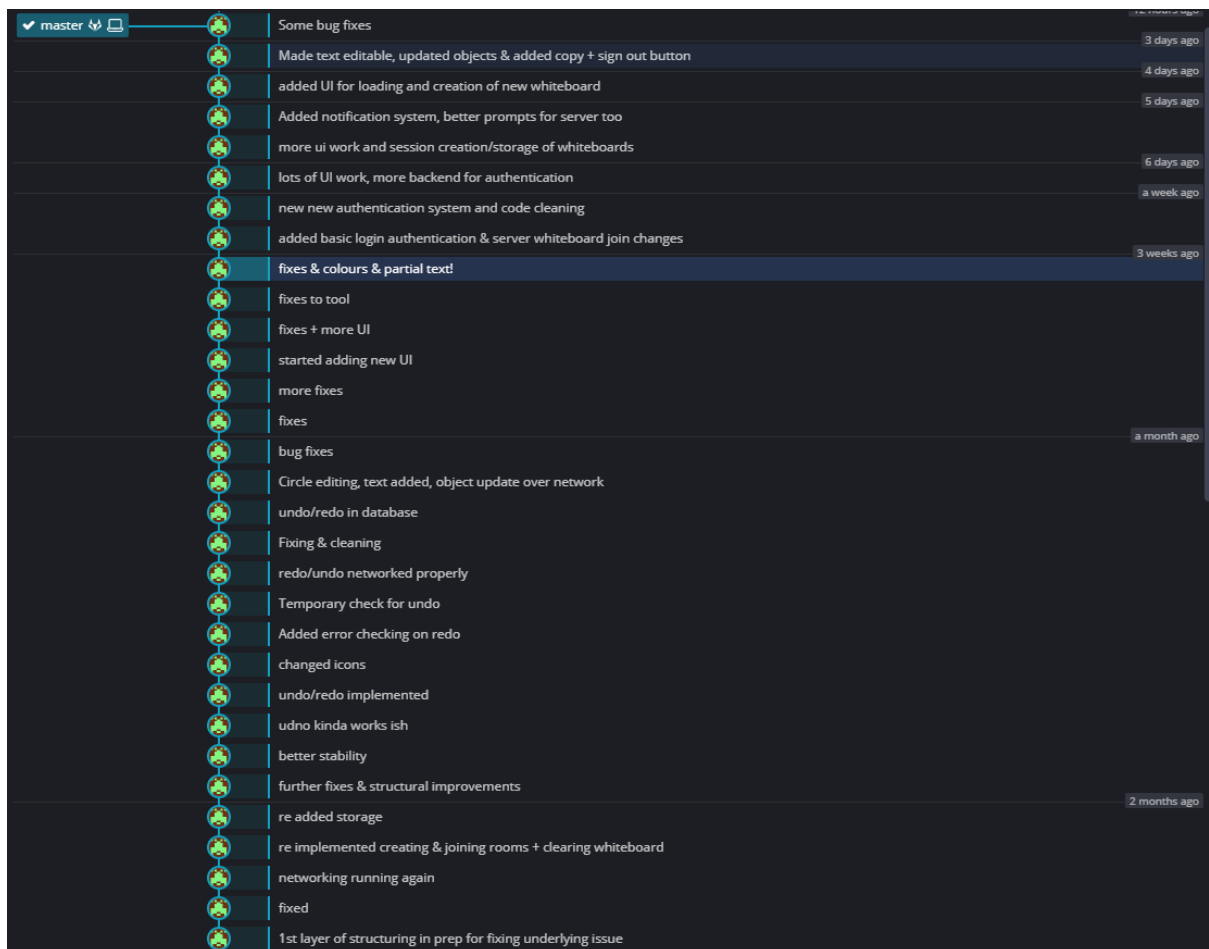 12 hours ago
master
Some bug fixes
3 days ago
Made text editable, updated objects & added copy + sign out button
4 days ago
added UI for loading and creation of new whiteboard
5 days ago
Added notification system, better prompts for server too
more ui work and session creation/storage of whiteboards
6 days ago
lots of UI work, more backend for authentication
a week ago
new new authentication system and code cleaning
added basic login authentication & server whiteboard join changes
3 weeks ago
fixes & colours & partial text!
fixes to tool
fixes + more UI
started adding new UI
more fixes
fixes
a month ago
bug fixes
Circle editing, text added, object update over network
undo/redo in database
Fixing & cleaning
redo/undo networked properly
Temporary check for undo
Added error checking on redo
changed icons
undo/redo implemented
udno kinda works ish
better stability
further fixes & structural improvements
2 months ago
re added storage
re implemented creating & joining rooms + clearing whiteboard
networking running again
fixed
1st layer of structuring in prep for fixing underlying issue